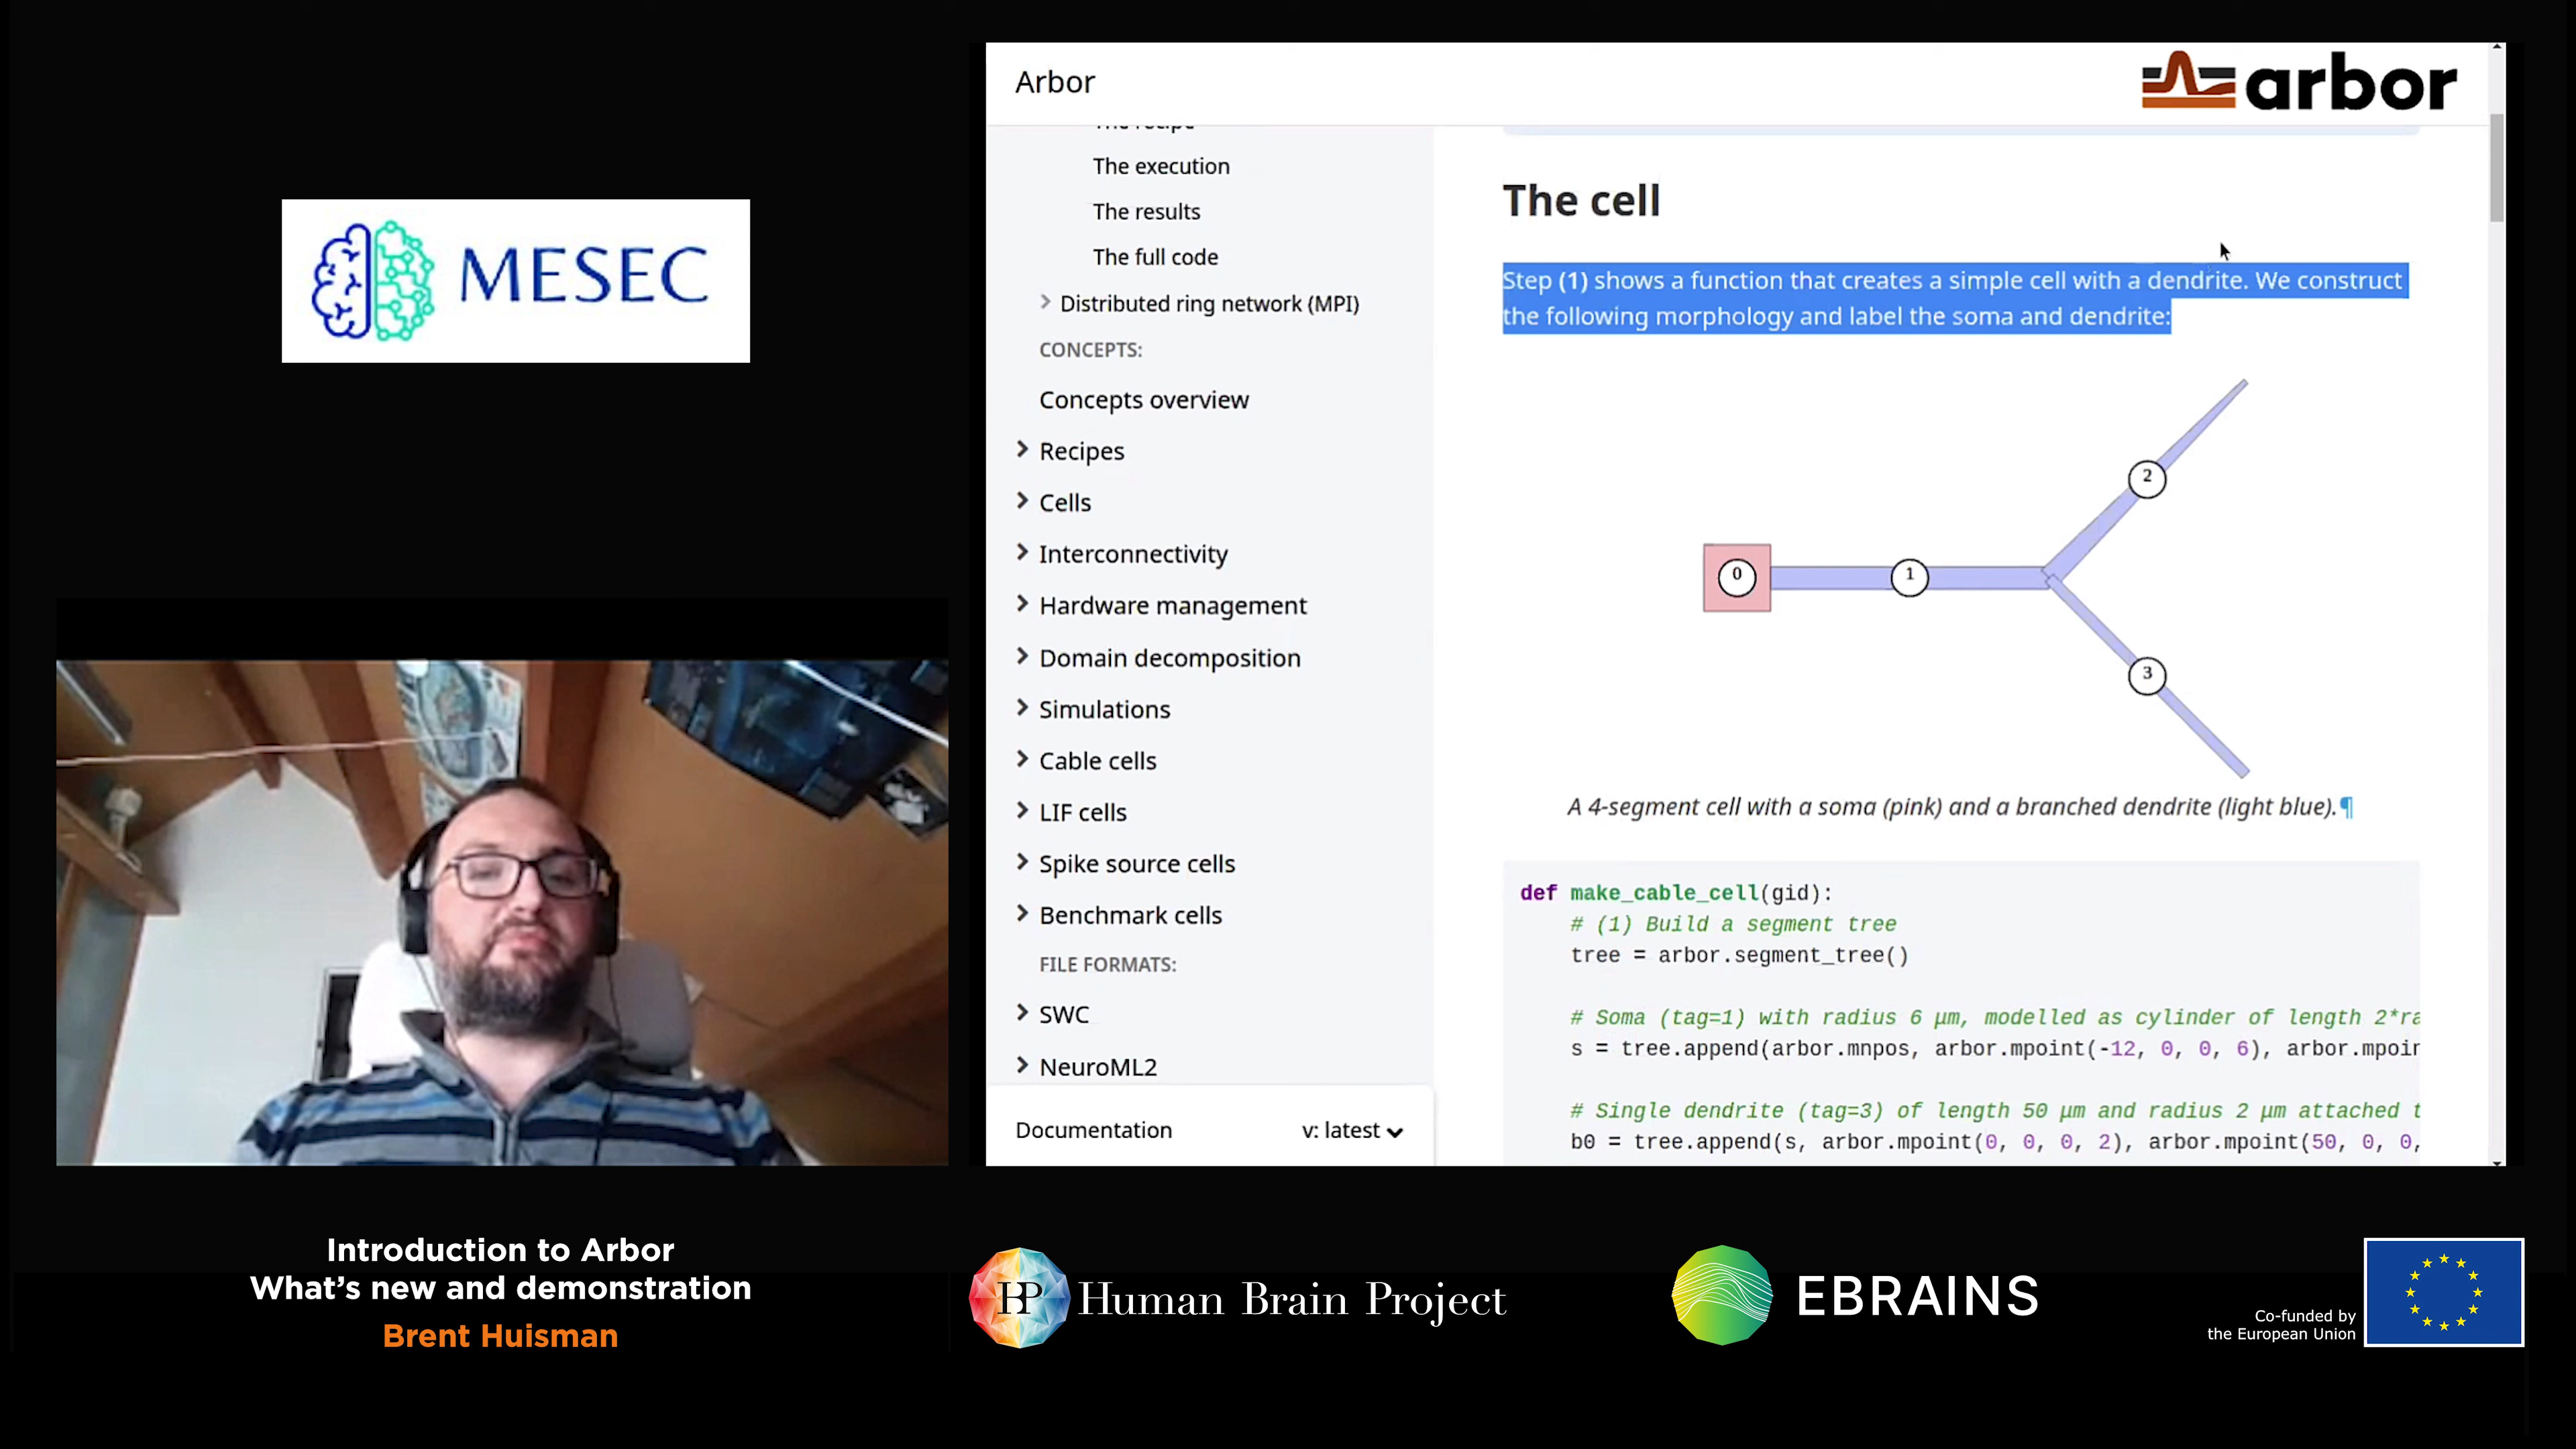 MESEC
Arbor
arbor
The recipe
The execution
The results
The full code
Distributed ring network (MPI)
CONCEPTS:
Concepts overview
Recipes
Cells
Interconnectivity
Hardware management
Domain decomposition
Simulations
Cable cells
LIF cells
Spike source cells
Benchmark cells
FILE FORMATS:
SWC
NeuroML2
Documentation
v: latest
The cell
Step (1) shows a function that creates a simple cell with a dendrite. We construct
the following morphology and label the soma and dendrite:
2
0
1
3
A 4-segment cell with a soma (pink) and a branched dendrite (light blue).¶
def make_cable_cell(gid):
# (1) Build a segment tree
tree = arbor.segment_tree()
# Soma (tag=1) with radius 6 μm, modelled as cylinder of length 2*ra
s = tree.append(arbor.mnpos, arbor.mpoint(-12, 0, 0, 6), arbor.mpoin
# Single dendrite (tag=3) of length 50 μm and radius 2 μm attached t
b0 = tree.append(s, arbor.mpoint(0, 0, 0, 2), arbor.mpoint(50, 0, 0,
Introduction to Arbor
What's new and demonstration
Brent Huisman
HBP
Human Brain Project
EBRAINS
Co-funded by
the European Union